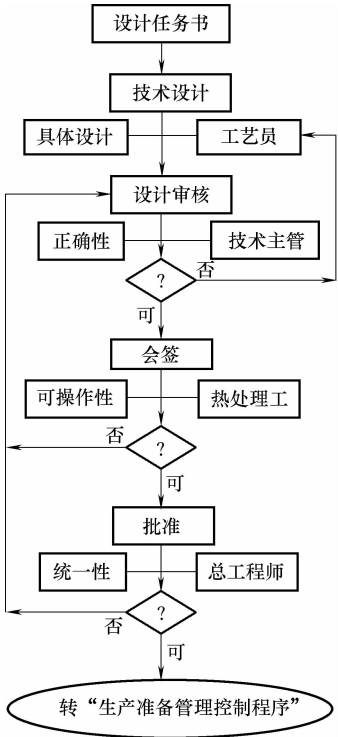 设计任务书
技术设计
具体设计
工艺员
设计审核
正确性
技术主管
?
否
可
会签
可操作性
热处理工
否
?
可
批准
统一性
总工程师
?
否
可
转“生产准备管理控制程序”